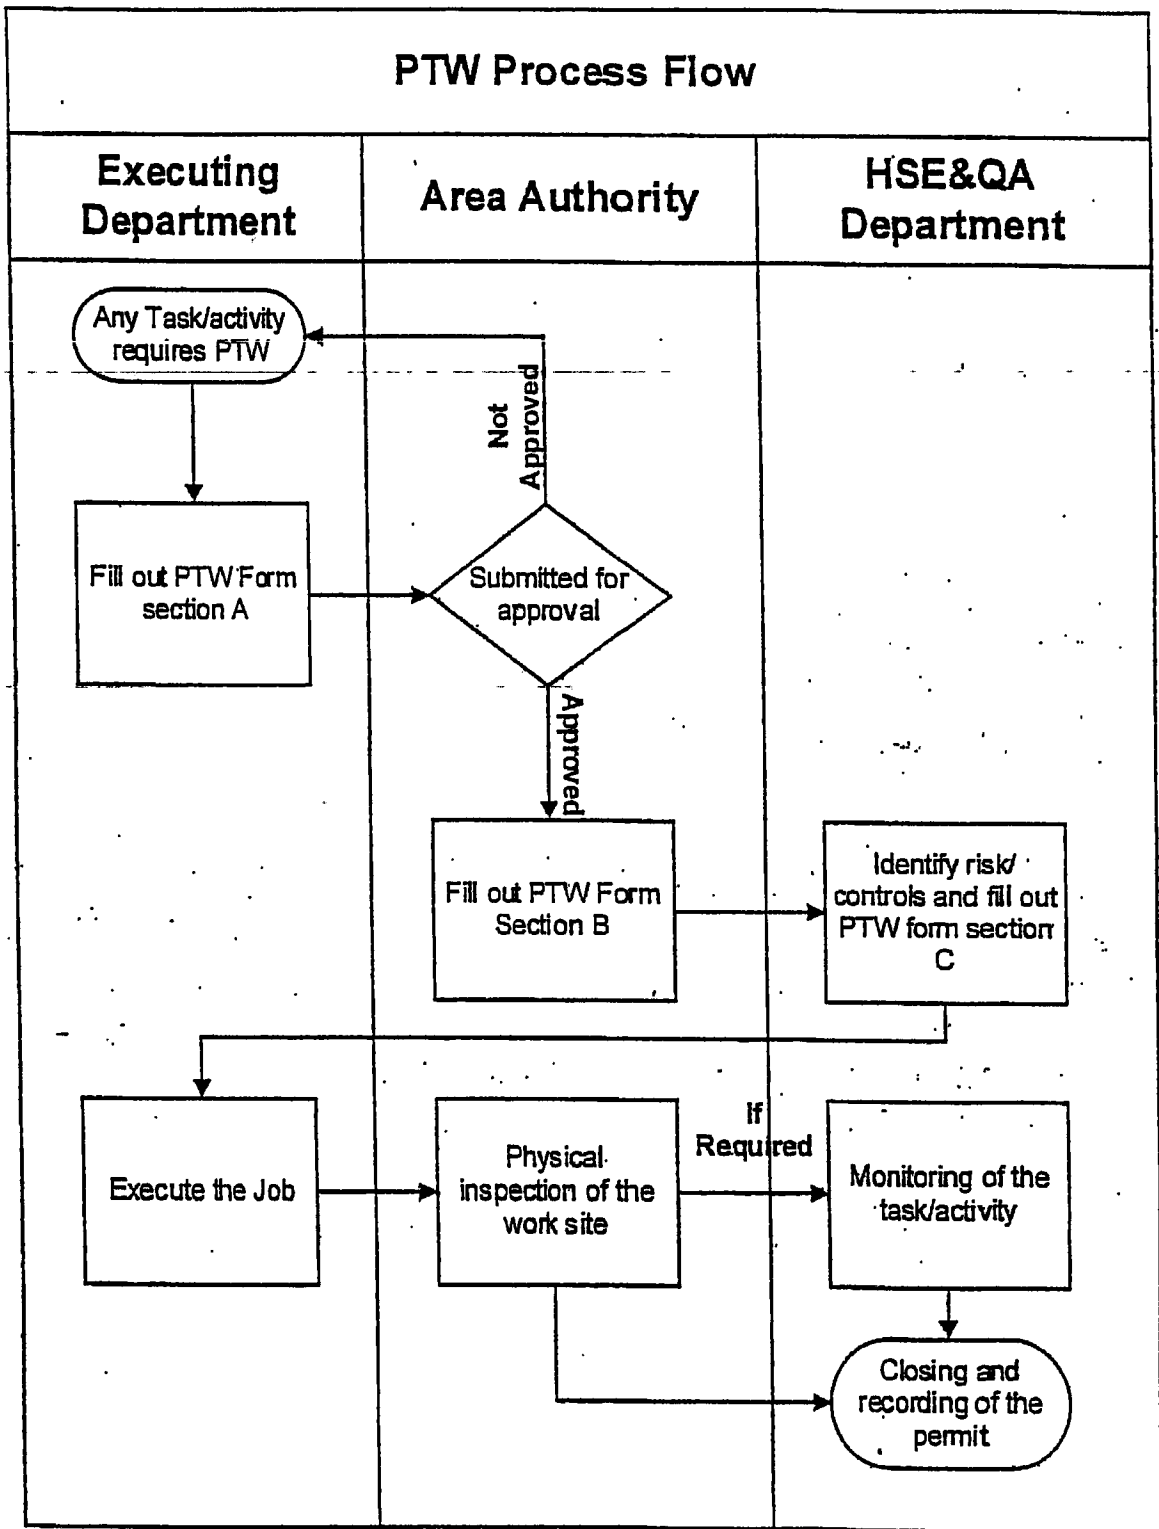 PTW Process Flow
Executing
Department
Area Authority
HSE&QA
Department
Any Task/activity
requires PTW
Not
Approved
Fill out PTW Form
section A
Submitted for
approval
Approved
Fill out PTW Form
Section B
Identify risk/
controls and fill out
PTW form section
C
Execute the Job
Physical
inspection of the
work site
If
Required
Monitoring of the
task/activity
Closing and
recording of the
permit